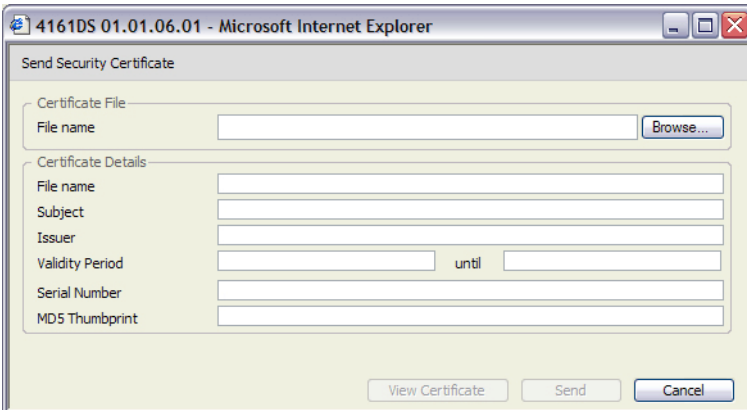 4161DS 01.01.06.01 - Microsoft Internet Explorer
Send Security Certificate
Certificate File
File name Browse...
Certificate Details
File name
Subject
Issuer
Validity Period until
Serial Number
MD5 Thumbprint
View Certificate Send Cancel